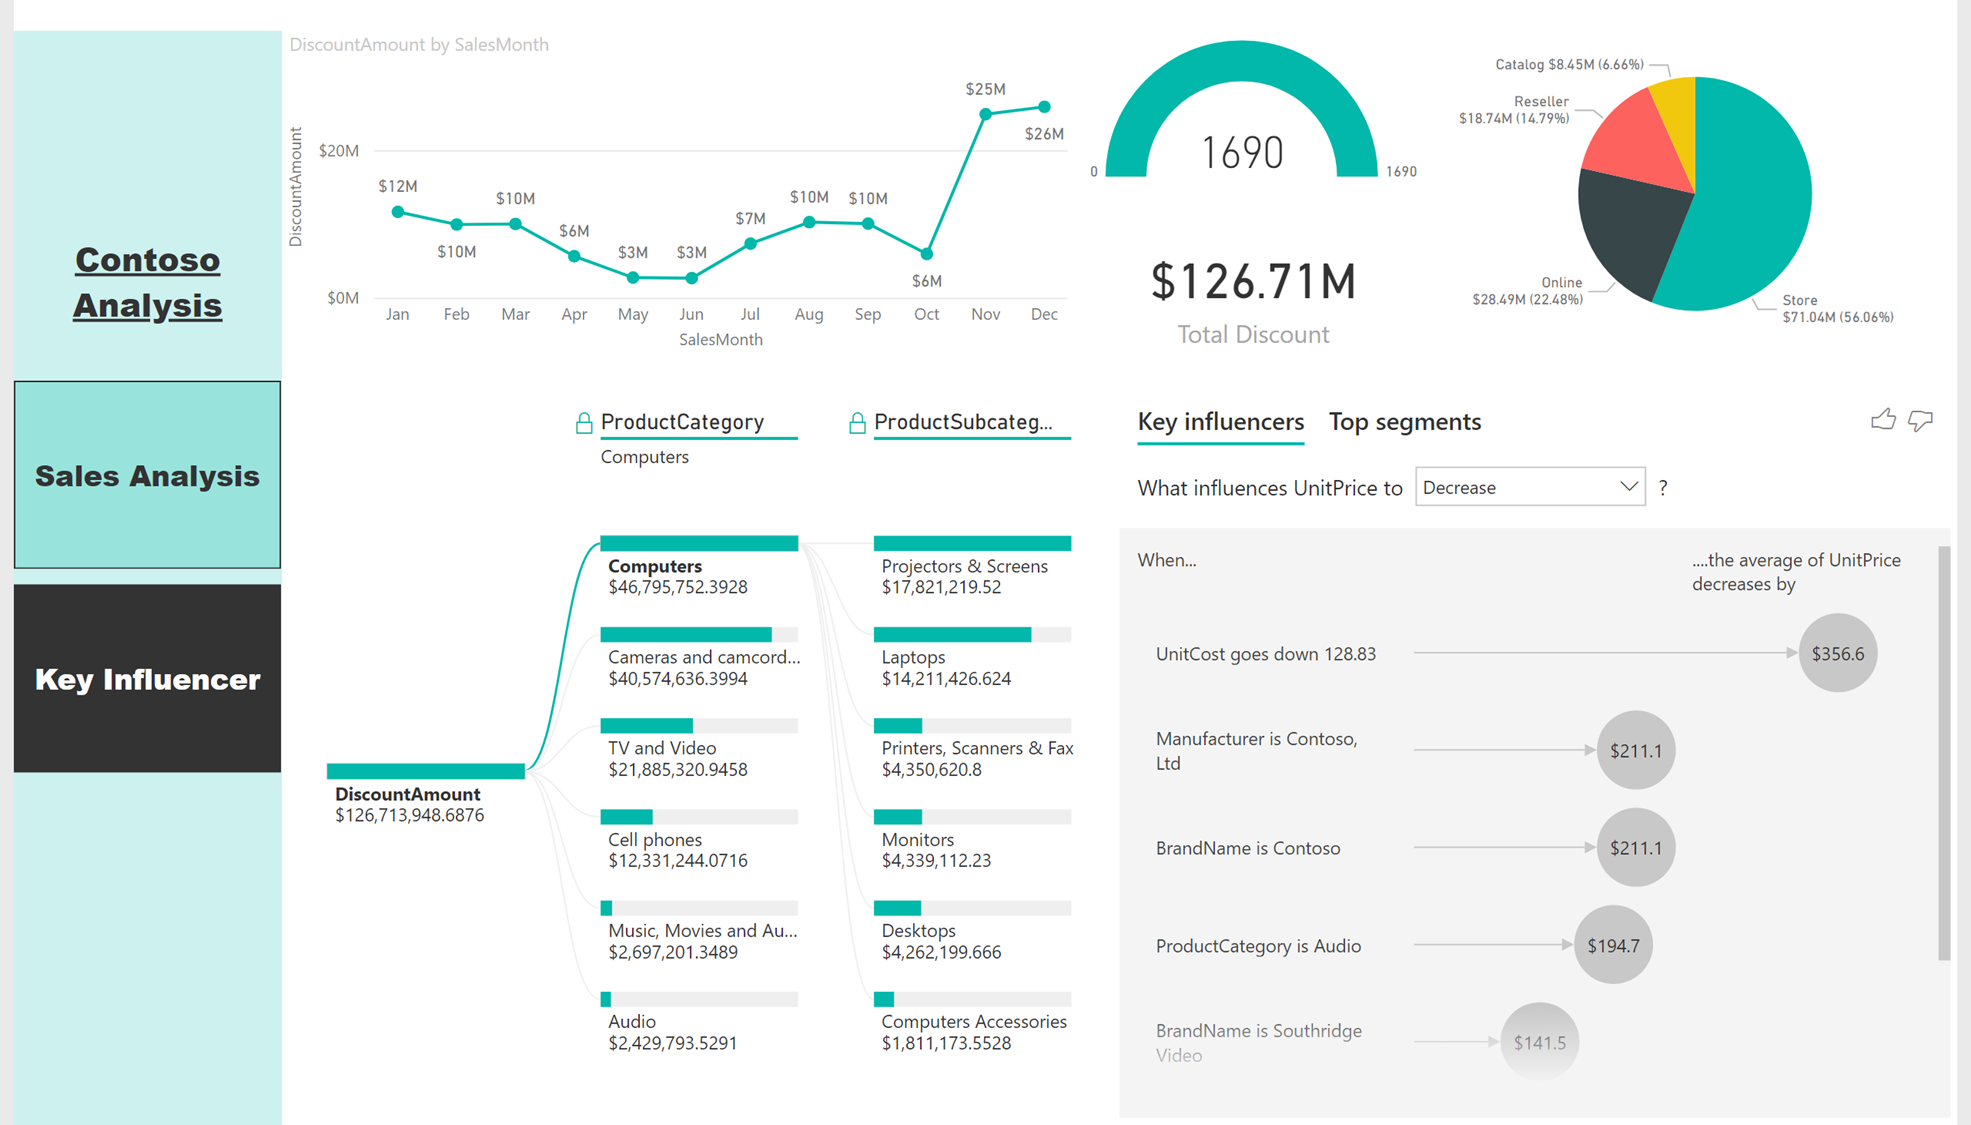 Contoso
Analysis
Sales Analysis
Key Influencer
DiscountAmount by SalesMonth
DiscountAmount
$20M
$0M
$12M
$10M
$10M
$6M
$3M
$3M
$7M
$10M
$10M
$6M
$25M
$26M
Jan Feb Mar Apr May Jun Jul Aug Sep Oct Nov Dec
SalesMonth
1690
0
1690
$126.71M
Total Discount
Catalog $8.45M (6.66%)
Reseller
$18.74M (14.79%)
Online
$28.49M (22.48%)
Store
$71.04M (56.06%)
DiscountAmount
$126,713,948.6876
ProductCategory
Computers
Computers
$46,795,752.3928
Cameras and camcord...
$40,574,636.3994
TV and Video
$21,885,320.9458
Cell phones
$12,331,244.0716
Music, Movies and Au...
$2,697,201.3489
Audio
$2,429,793.5291
ProductSubcateg...
Projectors & Screens
$17,821,219.52
Laptops
$14,211,426.624
Printers, Scanners & Fax
$4,350,620.8
Monitors
$4,339,112.23
Desktops
$4,262,199.666
Computers Accessories
$1,811,173.5528
Key influencers Top segments
What influences UnitPrice to Decrease ?
When...
....the average of UnitPrice
decreases by
UnitCost goes down 128.83
$356.6
Manufacturer is Contoso,
Ltd
$211.1
BrandName is Contoso
$211.1
ProductCategory is Audio
$194.7
BrandName is Southridge
Video
$141.5